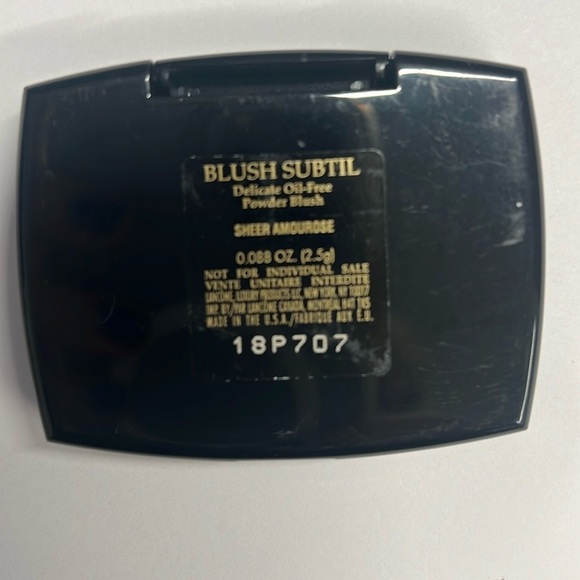 BLUSH SUBTIL
Delicate Oil-Free
Powder Blush
SHEER AMOUROSE
0.088 OZ. (2.5g)
NOT FOR INDIVIDUAL SALE
VENTE UNITAIRE INTERDITE
LANCÔME, LUXURY PRODUCTS LLC, NEW YORK, NY 10017
IMP. BY/PAR LANCÔME CANADA, MONTRÉAL H4T 1K5
MADE IN THE U.S.A./FABRIQUÉ AUX É.U.
18P707